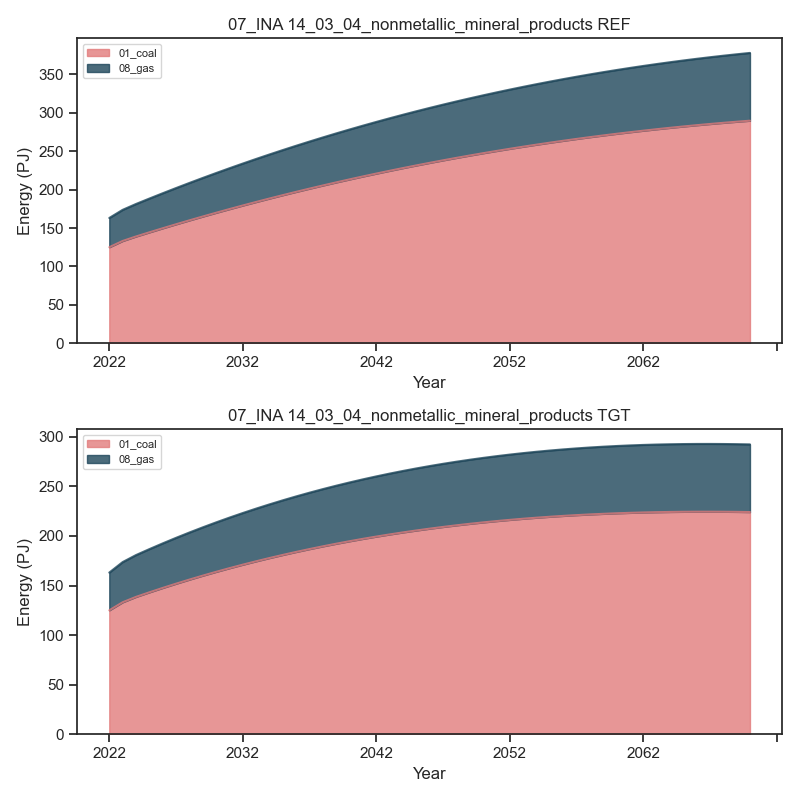 07_INA 14_03_04_nonmetallic_mineral_products REF
01_coal
08_gas
Energy (PJ)
350
300
250
200
150
100
50
0
2022 2032 2042 2052 2062
Year
07_INA 14_03_04_nonmetallic_mineral_products TGT
01_coal
08_gas
Energy (PJ)
300
250
200
150
100
50
0
2022 2032 2042 2052 2062
Year